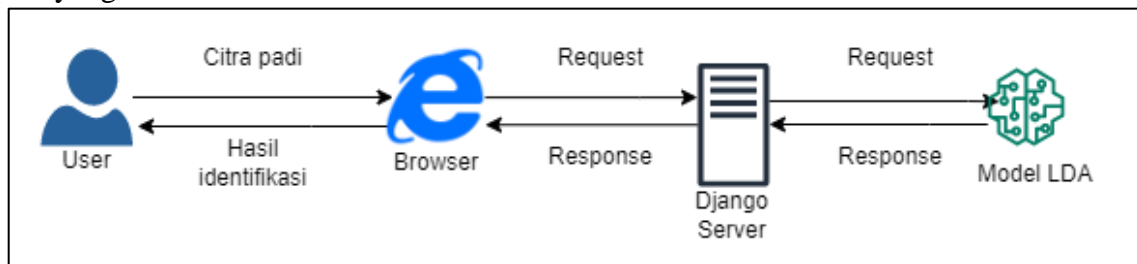 Citra padi
Request
Request
User
Hasil
identifikasi
Browser
Response
Django
Server
Response
Model LDA